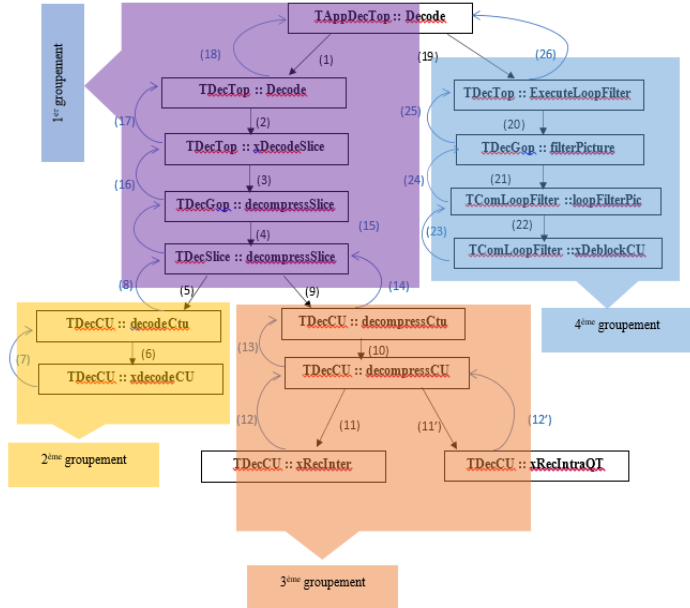 TAppDecTop :: Decode
(18)
(1)
(19)
(26)
1er groupement
TDecTop :: Decode
TDecTop :: ExecuteLoopFilter
(17)
(2)
(25)
(20)
TDecTop :: xDecodeSlice
TDecGop :: filterPicture
(16)
(3)
(24)
(21)
TDecGop :: decompressSlice
TComLoopFilter ::loopFilterPic
(15)
(4)
(23)
(22)
TDecSlice :: decompressSlice
TComLoopFilter ::xDeblockCU
(8)
(5)
(9)
(14)
TDecCU :: decodeCtu
TDecCU :: decompressCtu
4ème groupement
(7)
(6)
(13)
(10)
TDecCU :: xdecodeCU
TDecCU :: decompressCU
(12)
(11)
(11’)
(12’)
2ème groupement
TDecCU :: xRecInter
TDecCU :: xRecIntraQT
3ème groupement